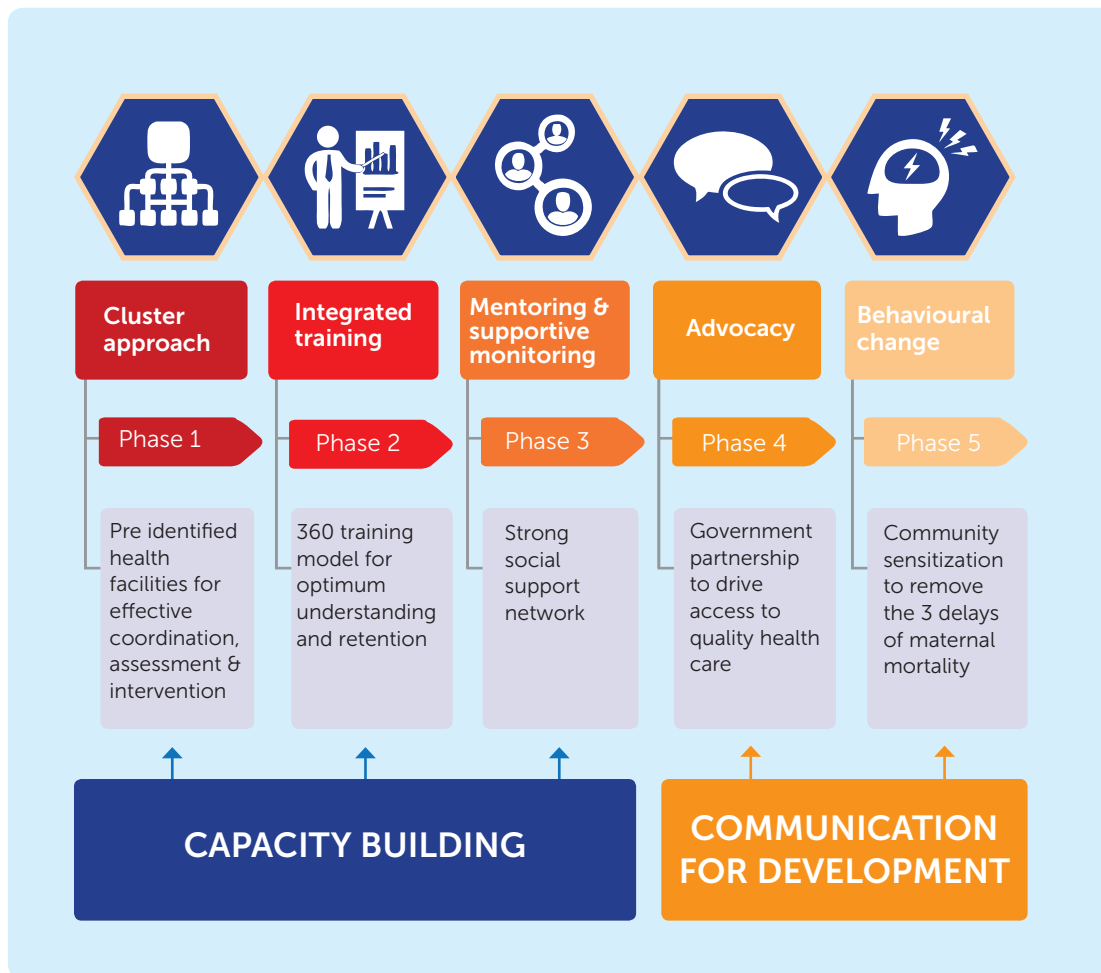 Cluster
approach
Integrated
training
Mentoring &
supportive
monitoring
Advocacy
Behavioural
change
Phase 1
Phase 2
Phase 3
Phase 4
Phase 5
Pre identified
health
facilities for
effective
coordination,
assessment &
intervention
360 training
model for
optimum
understanding
and retention
Strong
social
support
network
Government
partnership
to drive
access to
quality health
care
Community
sensitization
to remove
the 3 delays
of maternal
mortality
CAPACITY BUILDING
COMMUNICATION
FOR DEVELOPMENT